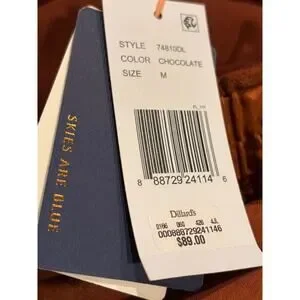 STYLE 74810DL
COLOR CHOCOLATE
SIZE M
8 88729 24114 6
Dillard's
000888729241146
$89.00
SKIES ARE BLUE